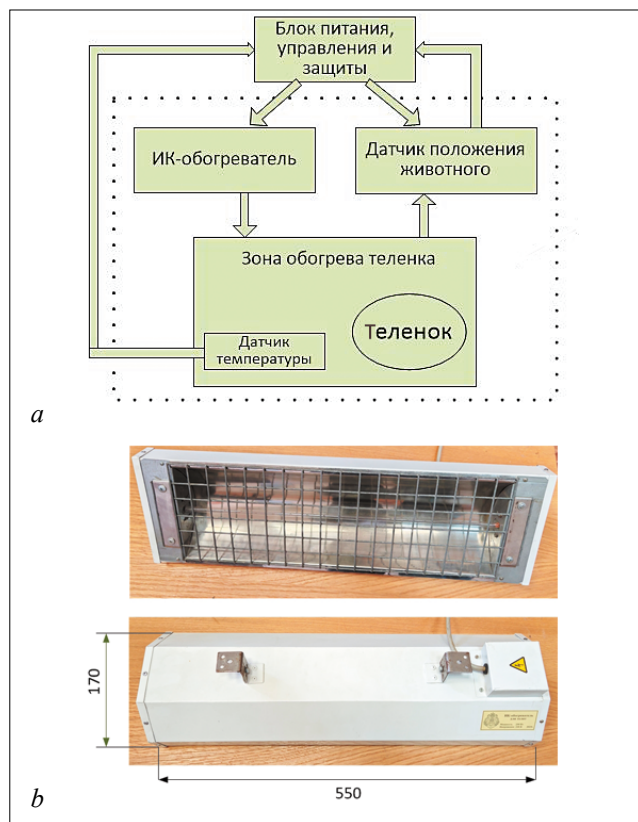 Блок питания,
управления и
защиты
ИК-обогреватель
Датчик положения
животного
Зона обогрева теленка
Теленок
Датчик
температуры
a
170
550
b